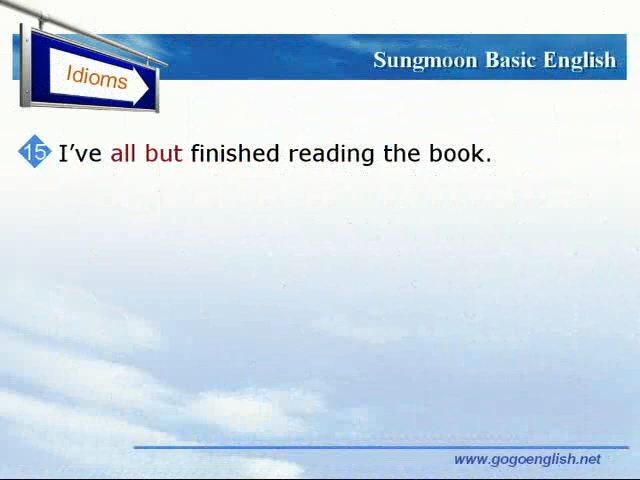 Sungmoon Basic English
Idioms
15 I’ve all but finished reading the book.
www.gogoenglish.net